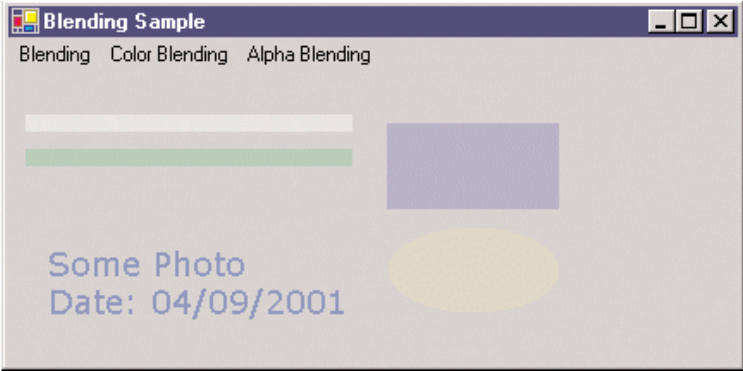 Blending Sample
Blending Color Blending Alpha Blending
Some Photo
Date: 04/09/2001